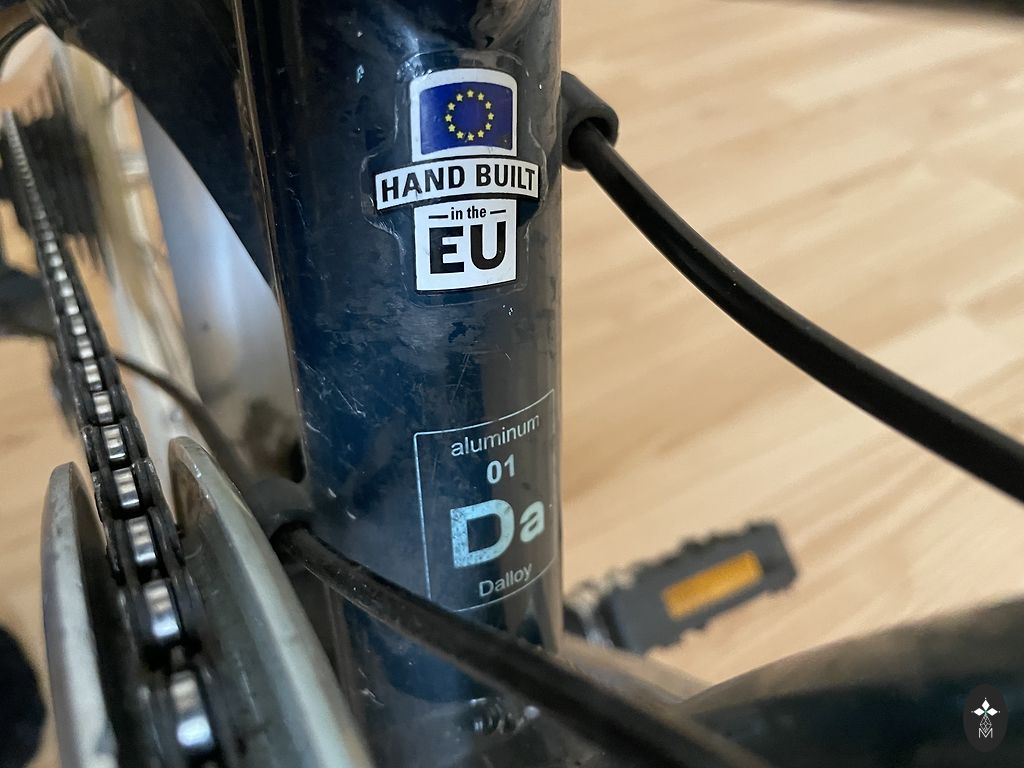 HAND BUILT
in the
EU
aluminum
01
Da
Dalloy